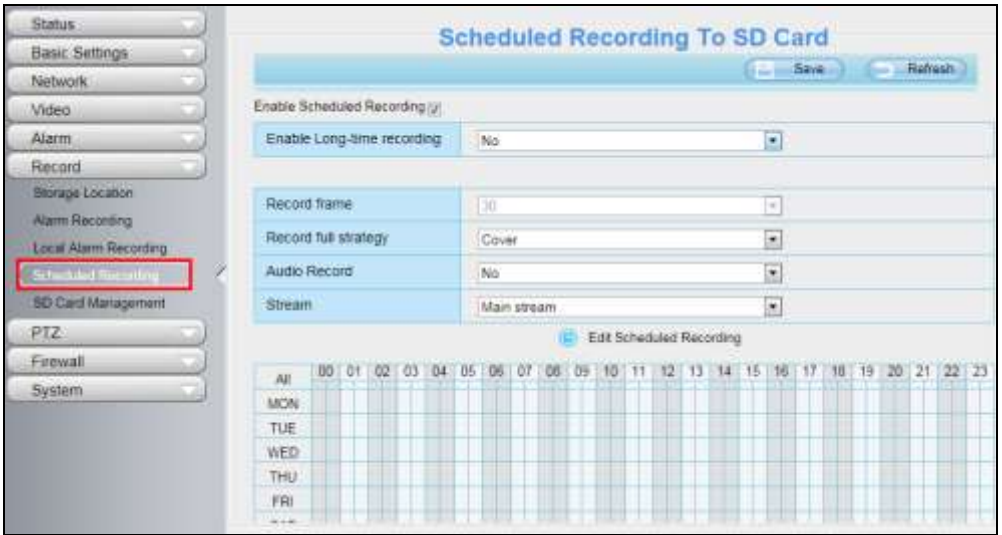 Status
Basic Settings
Network
Video
Alarm
Record
Storage Location
Alarm Recording
Local Alarm Recording
Scheduled Recording
SD Card Management
PTZ
Firewall
System
Scheduled Recording To SD Card
Save Refresh
Enable Scheduled Recording
Enable Long-time recording No
Record frame 30
Record full strategy Cover
Audio Record No
Stream Main stream
Edit Scheduled Recording
All 00 01 02 03 04 05 06 07 08 09 10 11 12 13 14 15 16 17 18 19 20 21 22 23
MON
TUE
WED
THU
FRI